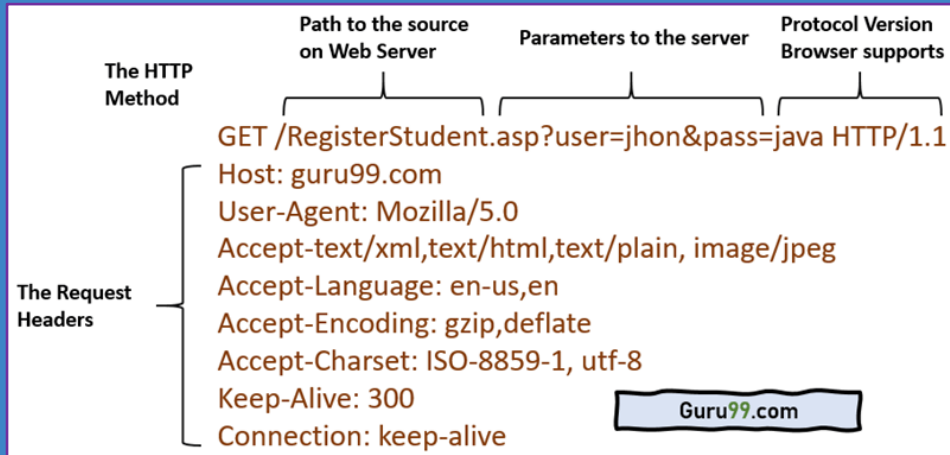 Path to the source
on Web Server
Parameters to the server
Protocol Version
Browser supports
The HTTP
Method
GET /RegisterStudent.asp?user=jhon&pass=java HTTP/1.1
Host: guru99.com
User-Agent: Mozilla/5.0
Accept-text/xml,text/html,text/plain, image/jpeg
Accept-Language: en-us,en
Accept-Encoding: gzip,deflate
Accept-Charset: ISO-8859-1, utf-8
Keep-Alive: 300
Connection: keep-alive
The Request
Headers
Guru99.com